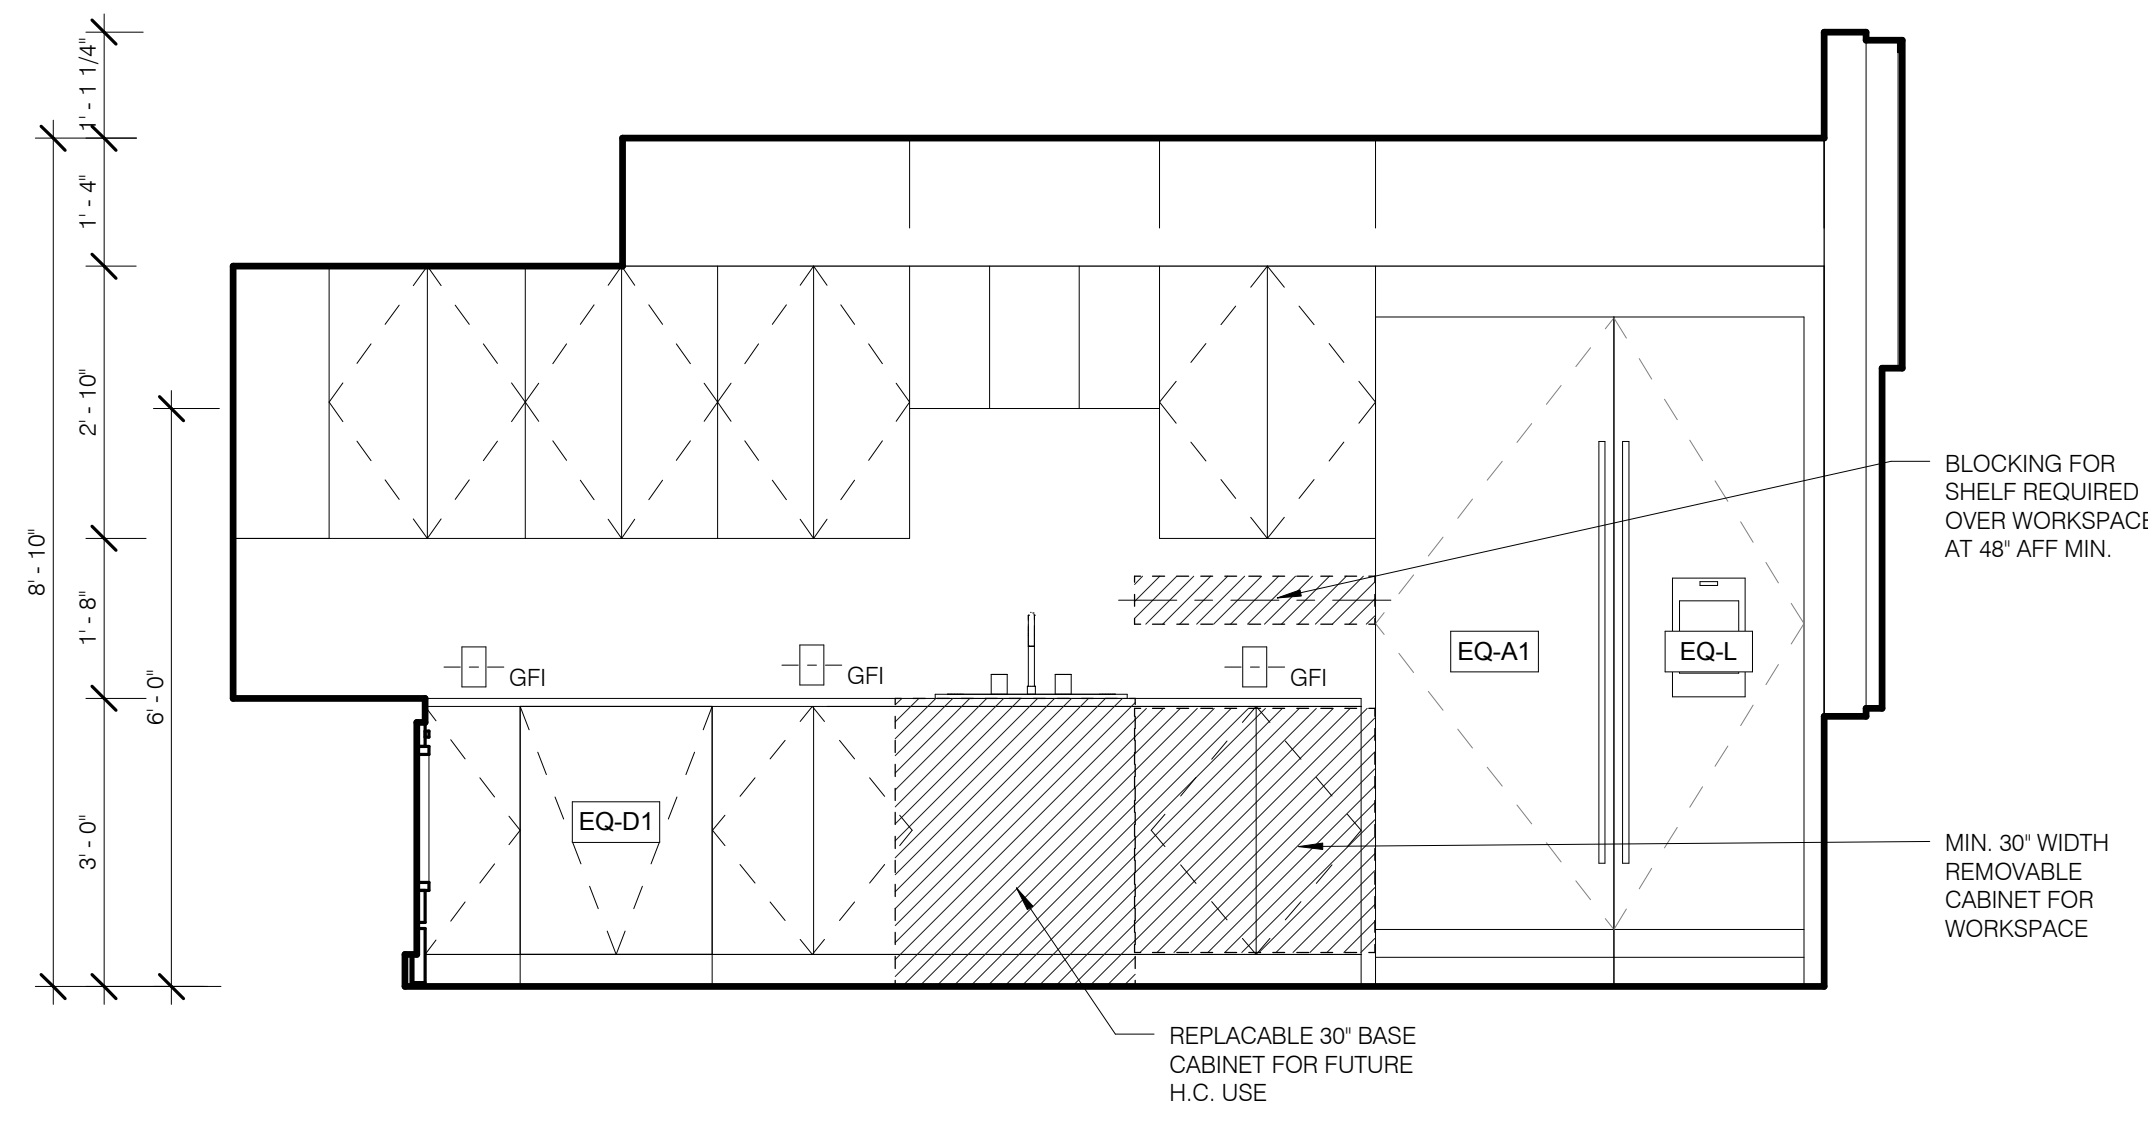 1' - 1 1/4"
1' - 4"
2' - 10"
8' - 10"
1' - 8"
6' - 0"
3' - 0"
BLOCKING FOR
SHELF REQUIRED
OVER WORKSPACE
AT 48" AFF MIN.
GFI
GFI
GFI
EQ-A1
EQ-L
EQ-D1
MIN. 30" WIDTH
REMOVABLE
CABINET FOR
WORKSPACE
REPLACABLE 30" BASE
CABINET FOR FUTURE
H.C. USE